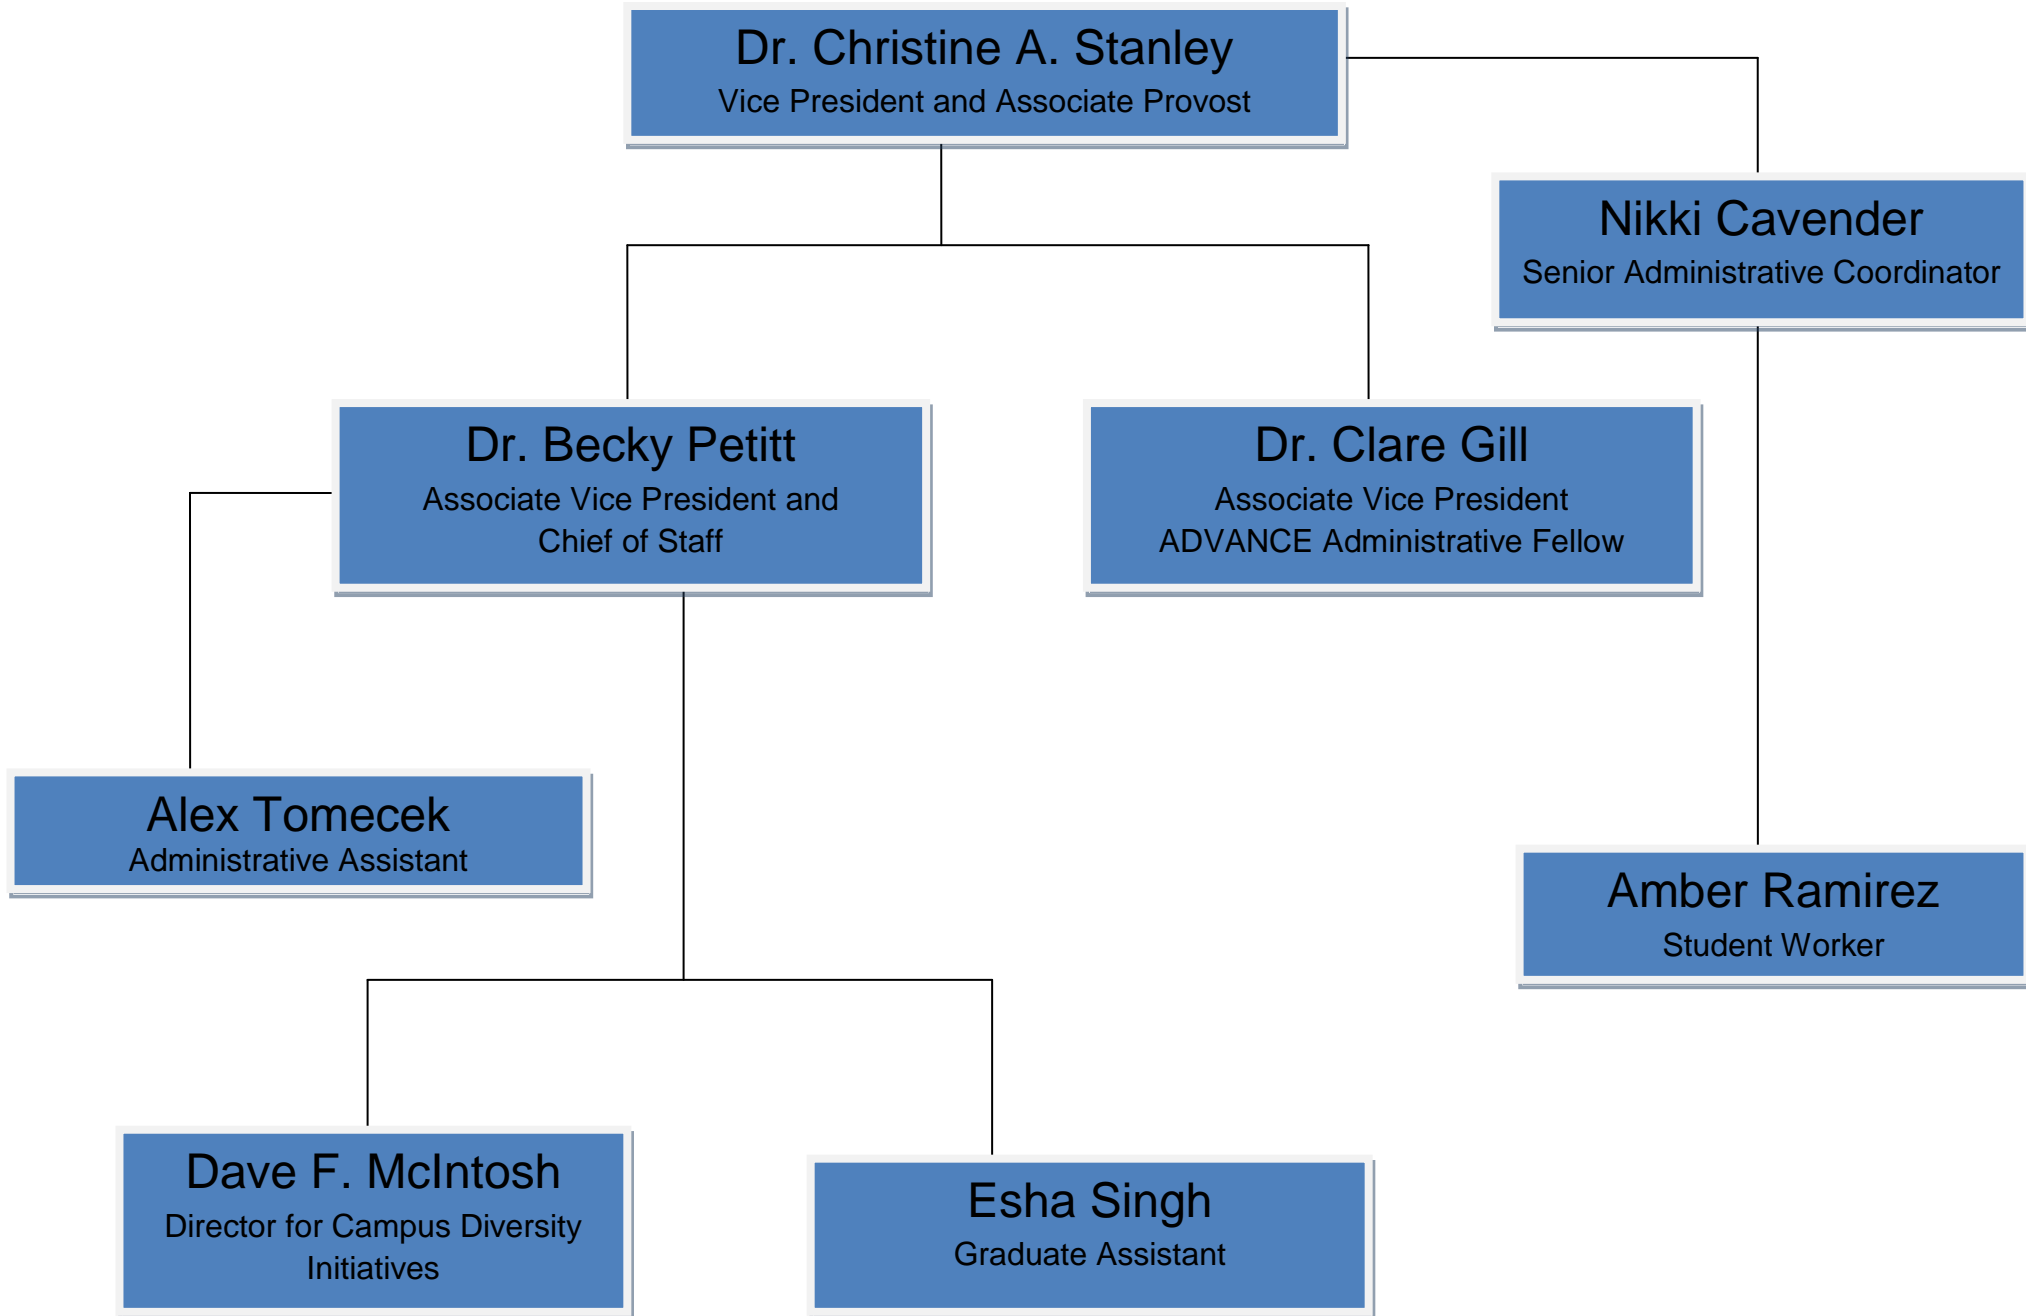 Dr. Christine A. Stanley
Vice President and Associate Provost
Nikki Cavender
Senior Administrative Coordinator
Dr. Becky Petitt
Associate Vice President and
Chief of Staff
Dr. Clare Gill
Associate Vice President
ADVANCE Administrative Fellow
Alex Tomecek
Administrative Assistant
Amber Ramirez
Student Worker
Dave F. McIntosh
Director for Campus Diversity
Initiatives
Esha Singh
Graduate Assistant